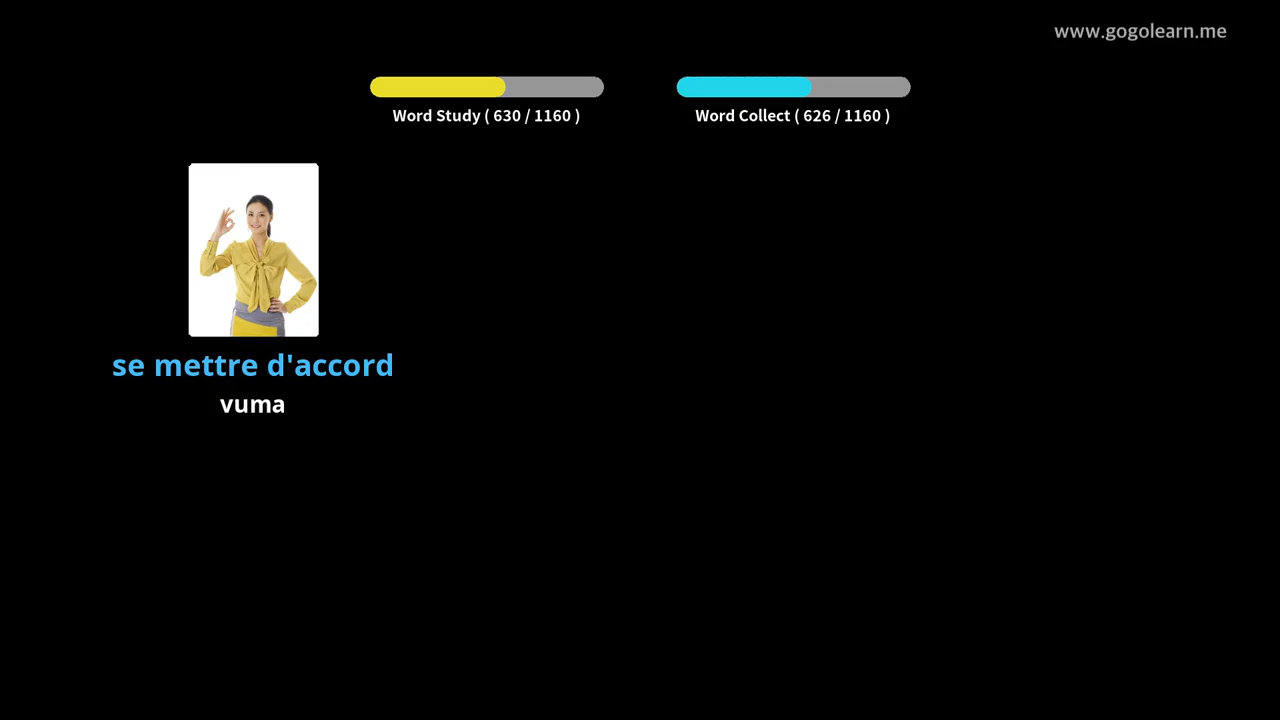 www.gogolearn.me
Word Study ( 630 / 1160 )
Word Collect ( 626 / 1160 )
se mettre d'accord
vuma